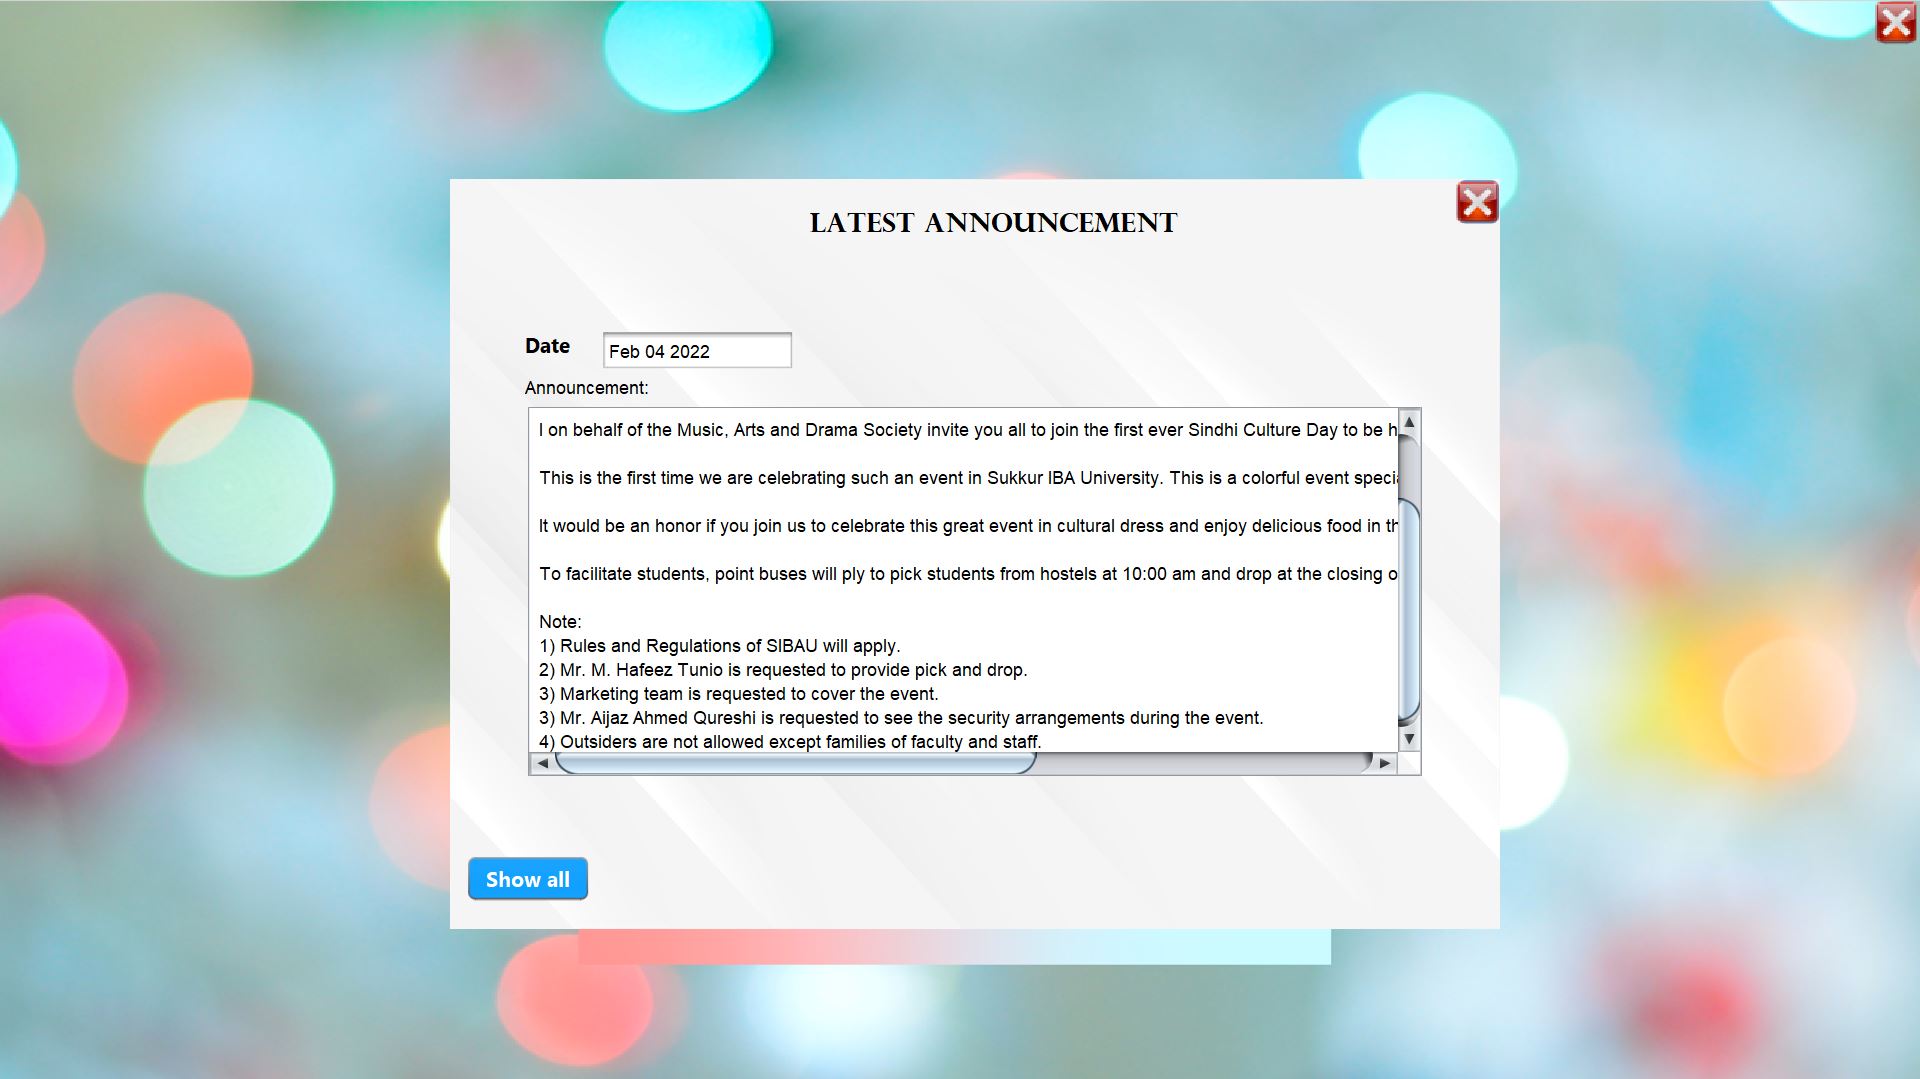 LATEST ANNOUNCEMENT
Date
Feb 04 2022
Announcement:
I on behalf of the Music, Arts and Drama Society invite you all to join the first ever Sindhi Culture Day to be h
This is the first time we are celebrating such an event in Sukkur IBA University. This is a colorful event speci
It would be an honor if you join us to celebrate this great event in cultural dress and enjoy delicious food in th
To facilitate students, point buses will ply to pick students from hostels at 10:00 am and drop at the closing o
Note:
1) Rules and Regulations of SIBAU will apply.
2) Mr. M. Hafeez Tunio is requested to provide pick and drop.
3) Marketing team is requested to cover the event.
3) Mr. Aijaz Ahmed Qureshi is requested to see the security arrangements during the event.
4) Outsiders are not allowed except families of faculty and staff.
Show all